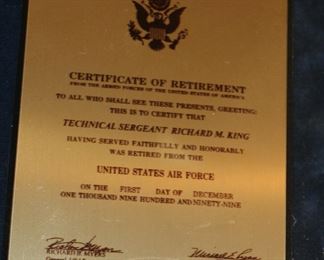 CERTIFICATE OF RETIREMENT
FROM THE ARMED FORCES OF THE UNITED STATES OF AMERICA
TO ALL WHO SHALL SEE THESE PRESENTS, GREETING:
THIS IS TO CERTIFY THAT
TECHNICAL SERGEANT RICHARD M. KING
HAVING SERVED FAITHFULLY AND HONORABLY
WAS RETIRED FROM THE
UNITED STATES AIR FORCE
ON THE FIRST DAY OF DECEMBER
ONE THOUSAND NINE HUNDRED AND NINETY-NINE
RICHARD B. MYERS